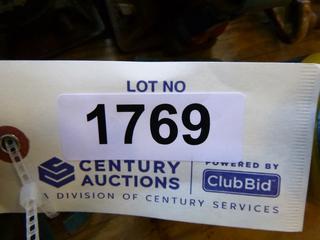 LOT NO
1769
CENTURY AUCTIONS
POWERED BY
ClubBid
A DIVISION OF CENTURY SERVICES